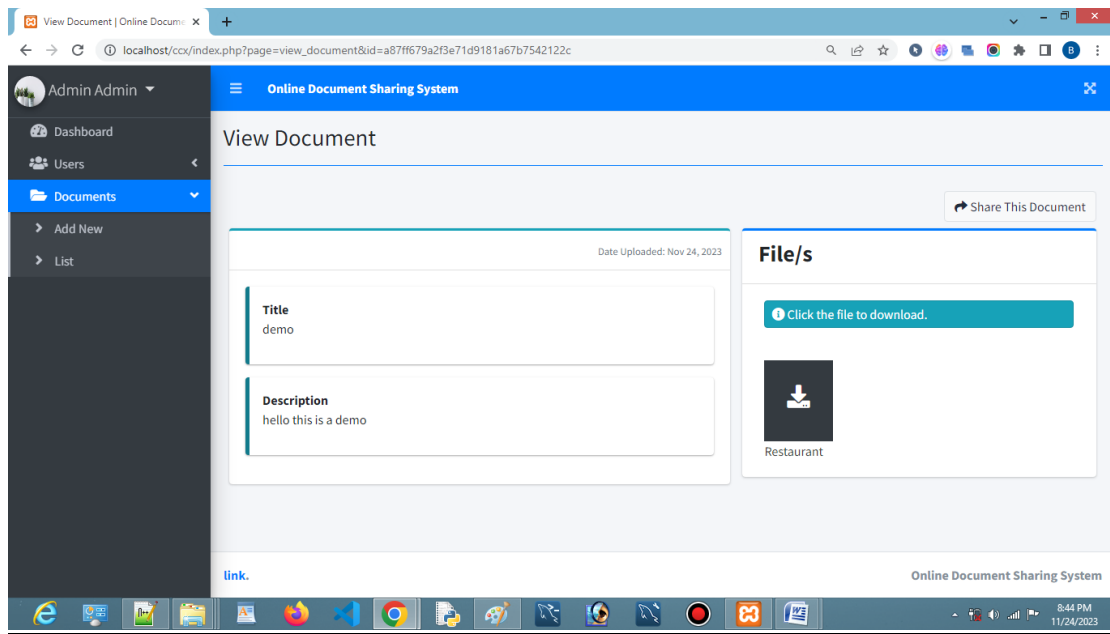 View Document | Online Docume
localhost/ccx/index.php?page=view_document&id=a87ff679a2f3e71d9181a67b7542122c
B
Admin Admin
Online Document Sharing System
Dashboard
Users
Documents
Add New
List
View Document
Share This Document
Date Uploaded: Nov 24, 2023
Title
demo
Description
hello this is a demo
File/s
Click the file to download.
Restaurant
link.
Online Document Sharing System
8:44 PM
11/24/2023